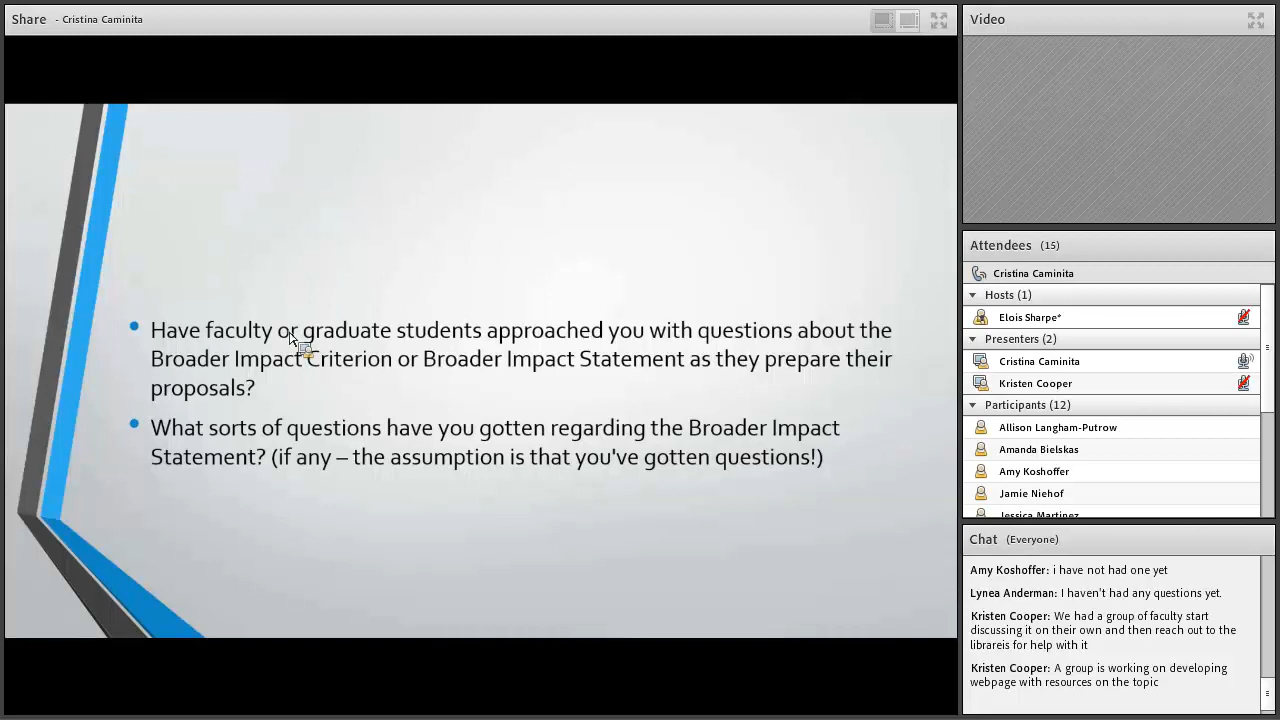 Share - Cristina Caminita
• Have faculty or graduate students approached you with questions about the
Broader Impact Criterion or Broader Impact Statement as they prepare their
proposals?
• What sorts of questions have you gotten regarding the Broader Impact
Statement? (if any – the assumption is that you've gotten questions!)
Video
Attendees (15)
Cristina Caminita
Hosts (1)
Elois Sharpe*
Presenters (2)
Cristina Caminita
Kristen Cooper
Participants (12)
Allison Langham-Putrow
Amanda Bielskas
Amy Koshoffer
Jamie Niehof
Jessica Martinez
Chat (Everyone)
Amy Koshoffer: i have not had one yet
Lynea Anderman: I haven't had any questions yet.
Kristen Cooper: We had a group of faculty start
discussing it on their own and then reach out to the
librareis for help with it
Kristen Cooper: A group is working on developing
webpage with resources on the topic